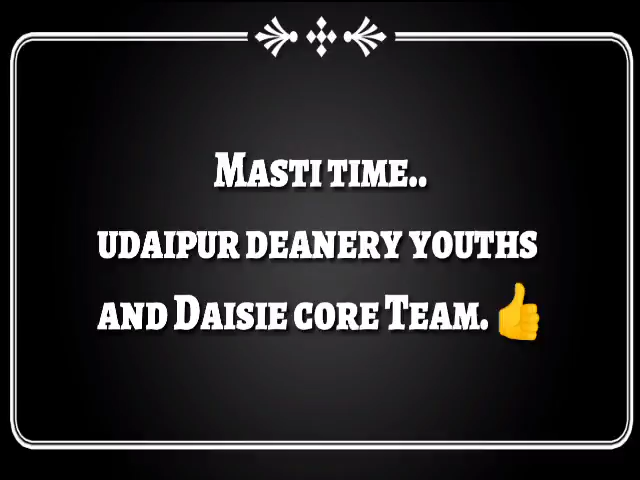 Masti time..
udaipur deanery youths
and Daisie core Team. 👍